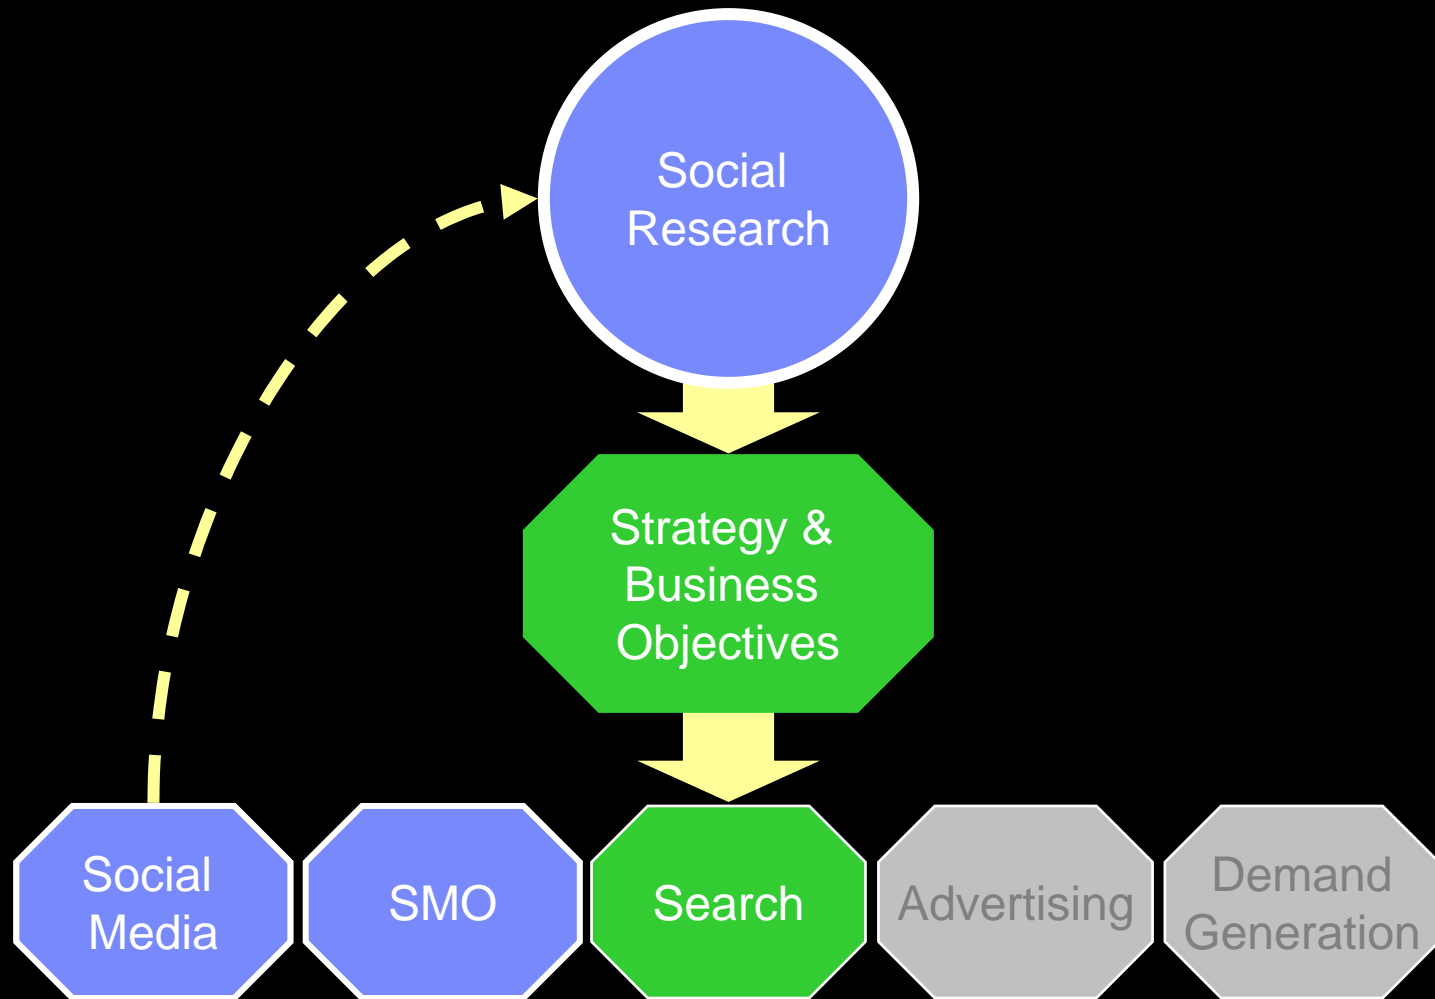 Social
Research
Strategy &
Business
Objectives
Social
Media
SMO
Search
Advertising
Demand
Generation